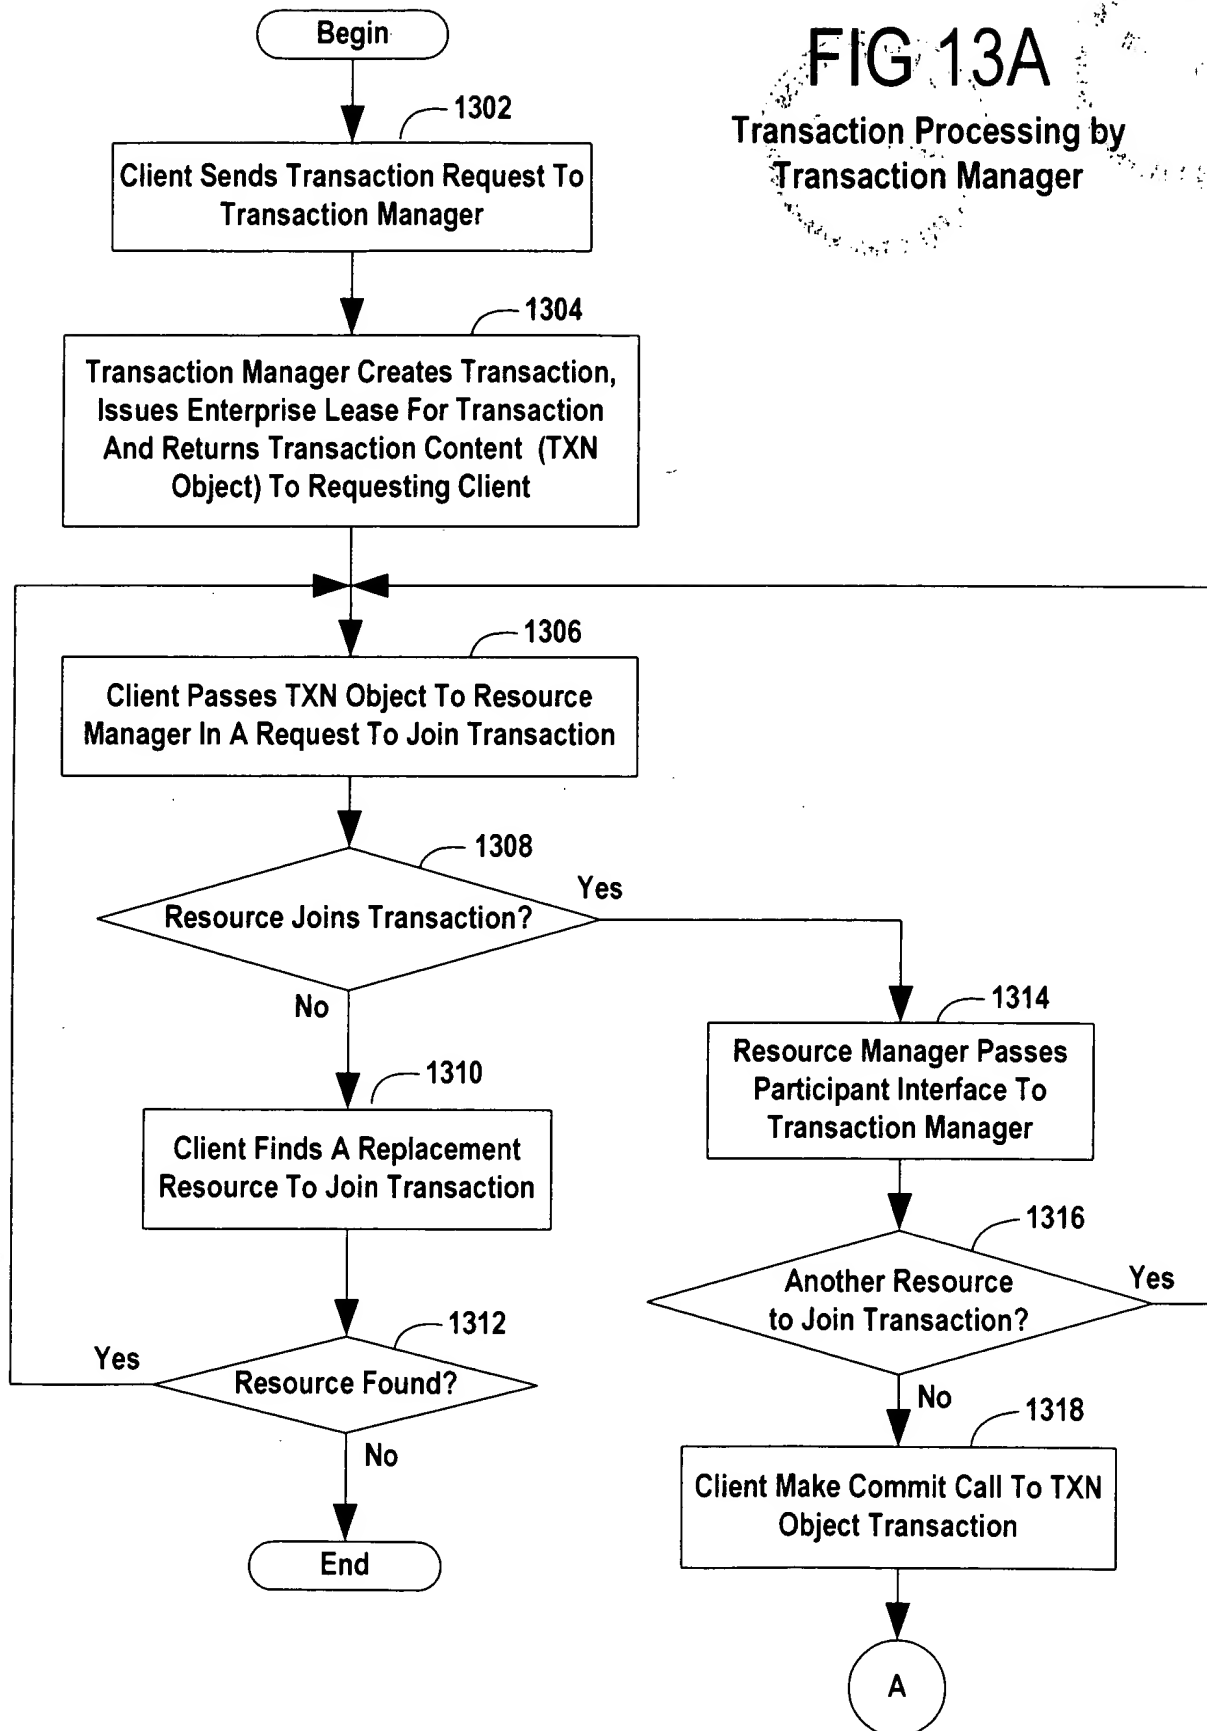 Begin
FIG 13A
Transaction Processing by
Transaction Manager
1302
Client Sends Transaction Request To
Transaction Manager
1304
Transaction Manager Creates Transaction,
Issues Enterprise Lease For Transaction
And Returns Transaction Content (TXN
Object) To Requesting Client
1306
Client Passes TXN Object To Resource
Manager In A Request To Join Transaction
1308
Resource Joins Transaction?
Yes
No
1310
Client Finds A Replacement
Resource To Join Transaction
1312
Resource Found?
Yes
No
End
1314
Resource Manager Passes
Participant Interface To
Transaction Manager
1316
Another Resource
to Join Transaction?
Yes
No
1318
Client Make Commit Call To TXN
Object Transaction
A